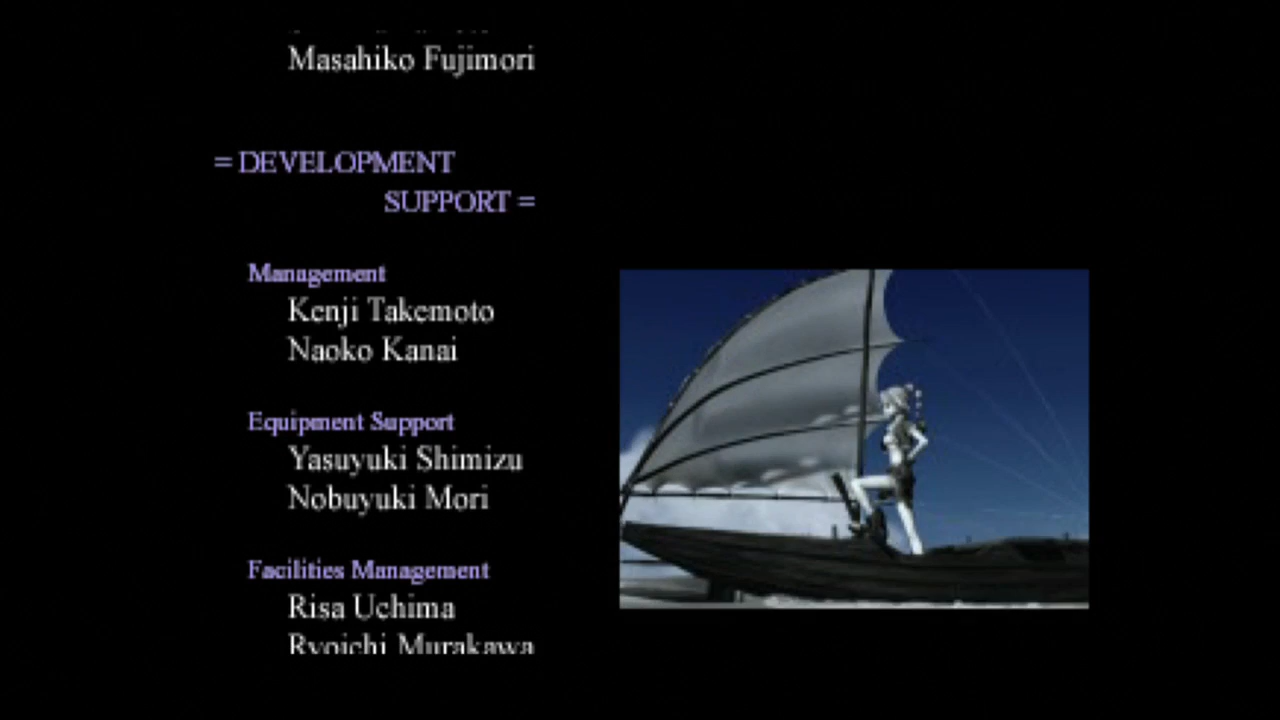 Masahiko Fujimori
= DEVELOPMENT
SUPPORT =
Management
Kenji Takemoto
Naoko Kanai
Equipment Support
Yasuyuki Shimizu
Nobuyuki Mori
Facilities Management
Risa Uchima
Ryoichi Murakawa